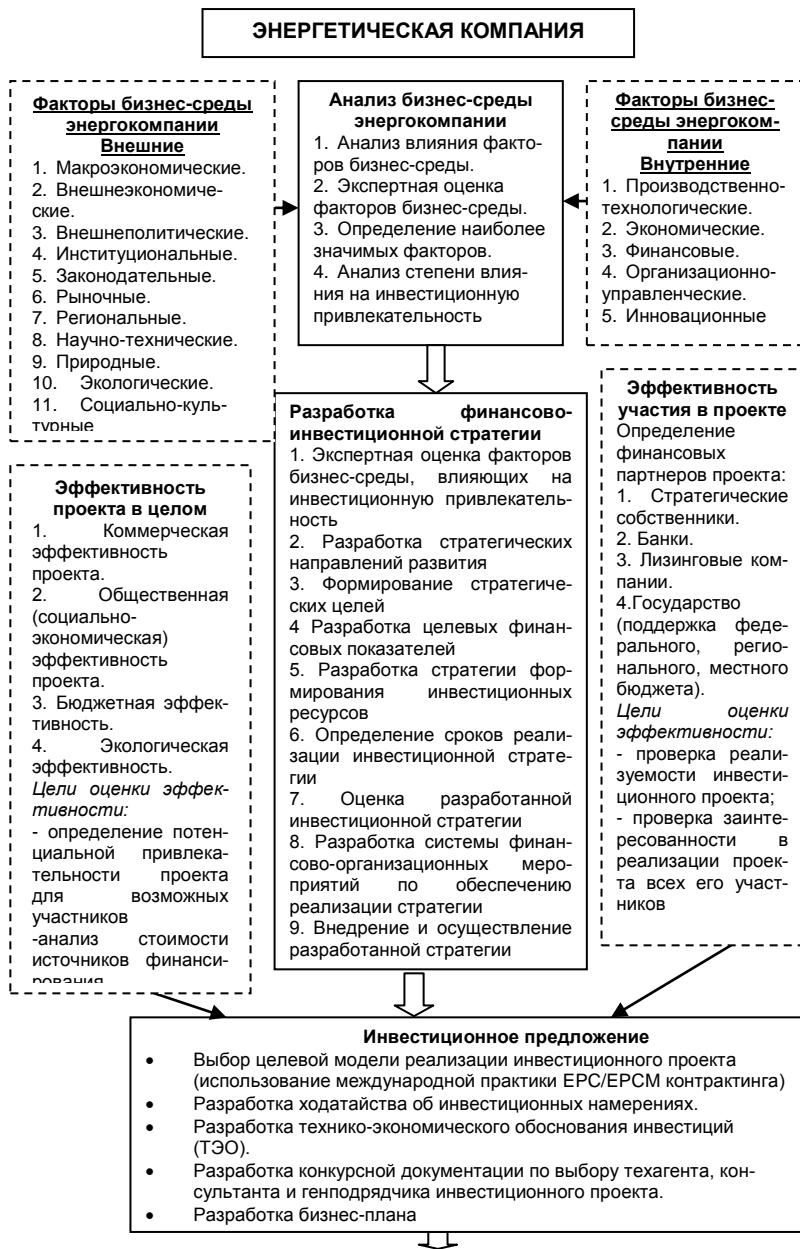 ЭНЕРГЕТИЧЕСКАЯ КОМПАНИЯ
Факторы бизнес-среды
энергокомпании
Внешние
1. Макроэкономические.
2. Внешнеэкономиче-
ские.
3. Внешнеполитические.
4. Институциональные.
5. Законодательные.
6. Рыночные.
7. Региональные.
8. Научно-технические.
9. Природные.
10. Экологические.
11. Социально-куль-
турные
Анализ бизнес-среды
энергокомпании
1. Анализ влияния факто-
ров бизнес-среды.
2. Экспертная оценка
факторов бизнес-среды.
3. Определение наиболее
значимых факторов.
4. Анализ степени влия-
ния на инвестиционную
привлекательность
Факторы бизнес-
среды энергоком-
пании
Внутренние
1. Производственно-
технологические.
2. Экономические.
3. Финансовые.
4. Организационно-
управленческие.
5. Инновационные
Эффективность
проекта в целом
1. Коммерческая
эффективность
проекта.
2. Общественная
(социально-
экономическая)
эффективность
проекта.
3. Бюджетная эффек-
тивность.
4. Экологическая
эффективность.
Цели оценки эффек-
тивности:
- определение потен-
циальной привлека-
тельности проекта
для возможных
участников
-анализ стоимости
источников финанси-
рования
Разработка финансово-
инвестиционной стратегии
1. Экспертная оценка факторов
бизнес-среды, влияющих на
инвестиционную привлекатель-
ность
2. Разработка стратегических
направлений развития
3. Формирование стратегиче-
ских целей
4 Разработка целевых финан-
совых показателей
5. Разработка стратегии фор-
мирования инвестиционных
ресурсов
6. Определение сроков реали-
зации инвестиционной страте-
гии
7. Оценка разработанной
инвестиционной стратегии
8. Разработка системы финан-
сово-организационных меро-
приятий по обеспечению
реализации стратегии
9. Внедрение и осуществление
разработанной стратегии
Эффективность
участия в проекте
Определение
финансовых
партнеров проекта:
1. Стратегические
собственники.
2. Банки.
3. Лизинговые ком-
пании.
4.Государство
(поддержка феде-
рального, регио-
нального, местного
бюджета).
Цели оценки
эффективности:
- проверка реали-
зуемости инвести-
ционного проекта;
- проверка заинте-
ресованности в
реализации проек-
та всех его участ-
ников
Инвестиционное предложение
• Выбор целевой модели реализации инвестиционного проекта
(использование международной практики EPC/EPCM контрактинга)
• Разработка ходатайства об инвестиционных намерениях.
• Разработка технико-экономического обоснования инвестиций
(ТЭО).
• Разработка конкурсной документации по выбору техагента, кон-
сультанта и генподрядчика инвестиционного проекта.
• Разработка бизнес-плана